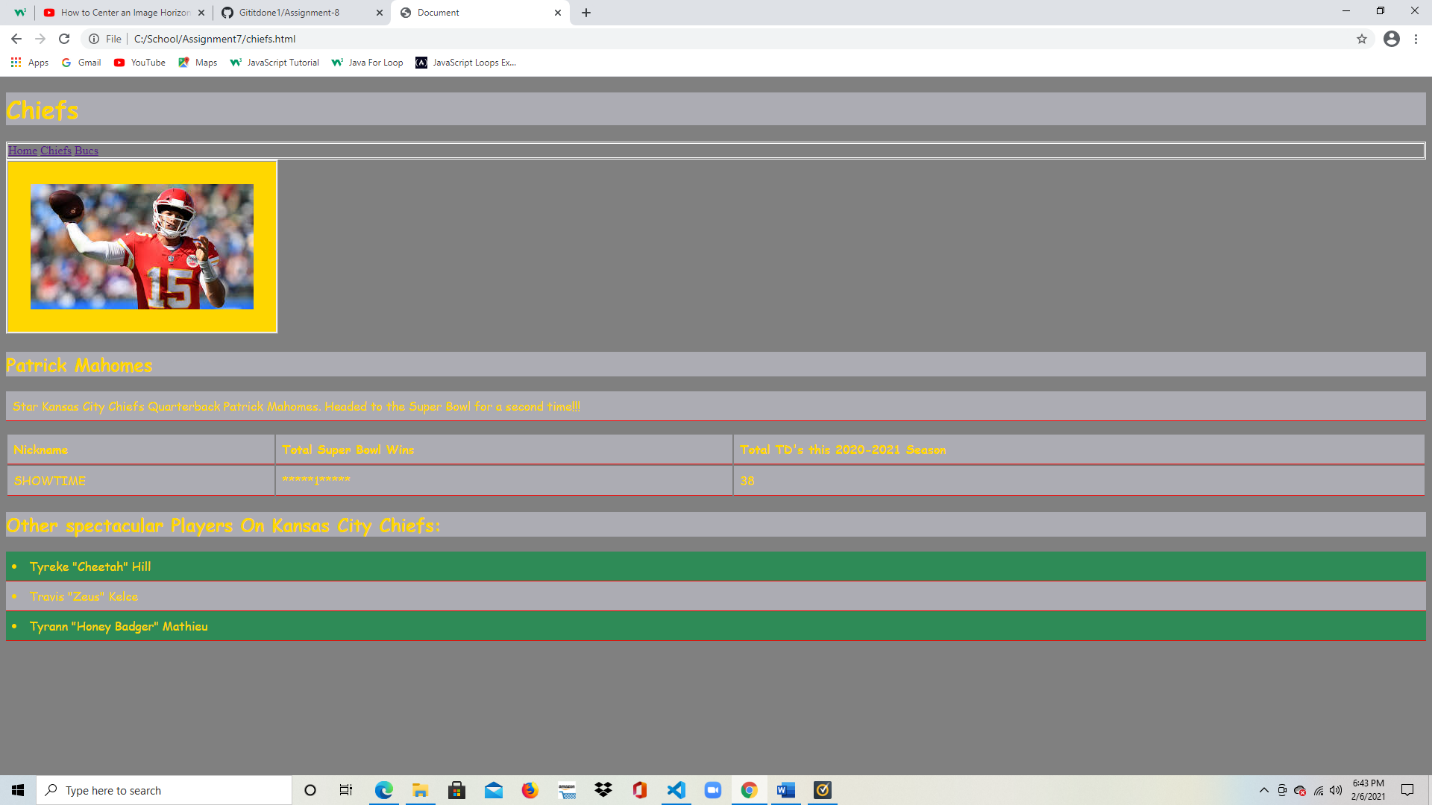 How to Center an Image Horizon
Gititdone1/Assignment-8
Document
File
C:/School/Assignment7/chiefs.html
Apps
Gmail
YouTube
Maps
JavaScript Tutorial
Java For Loop
JavaScript Loops Ex...
Chiefs
Home Chiefs Bucs
15
Patrick Mahomes
Star Kansas City Chiefs Quarterback Patrick Mahomes. Headed to the Super Bowl for a second time!!!
Nickname Total Super Bowl Wins Total TD's this 2020-2021 Season
SHOWTIME *****1***** 38
Other spectacular Players On Kansas City Chiefs:
• Tyreke "Cheetah" Hill
• Travis "Zeus" Kelce
• Tyrann "Honey Badger" Mathieu
Type here to search
6:43 PM
2/6/2021